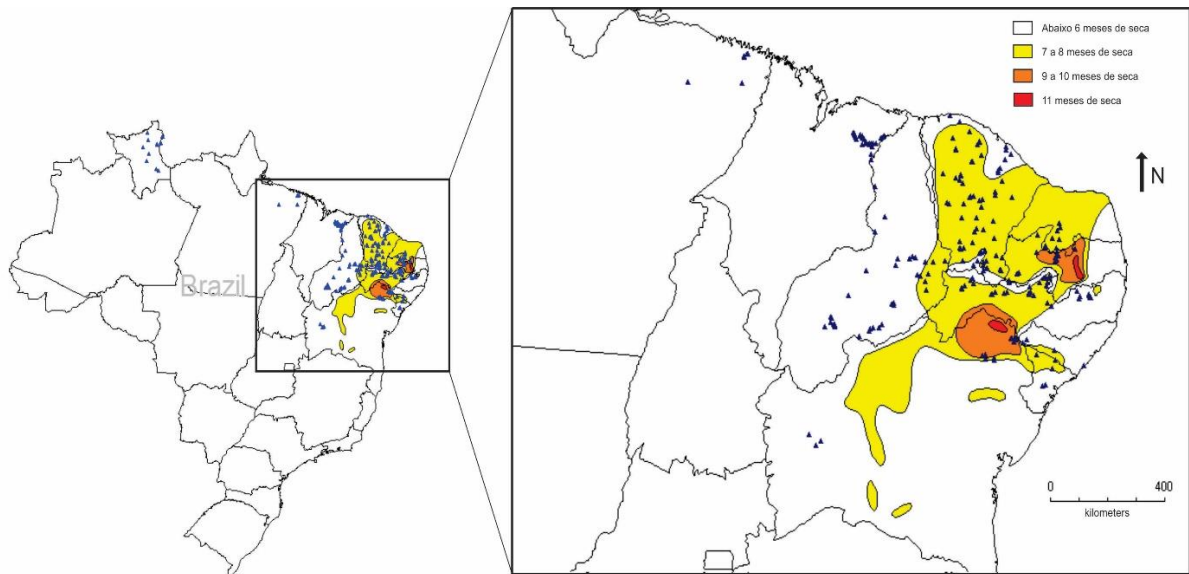 Brazil
Abaixo 6 meses de seca
7 a 8 meses de seca
9 a 10 meses de seca
11 meses de seca
N
0 400
kilometers